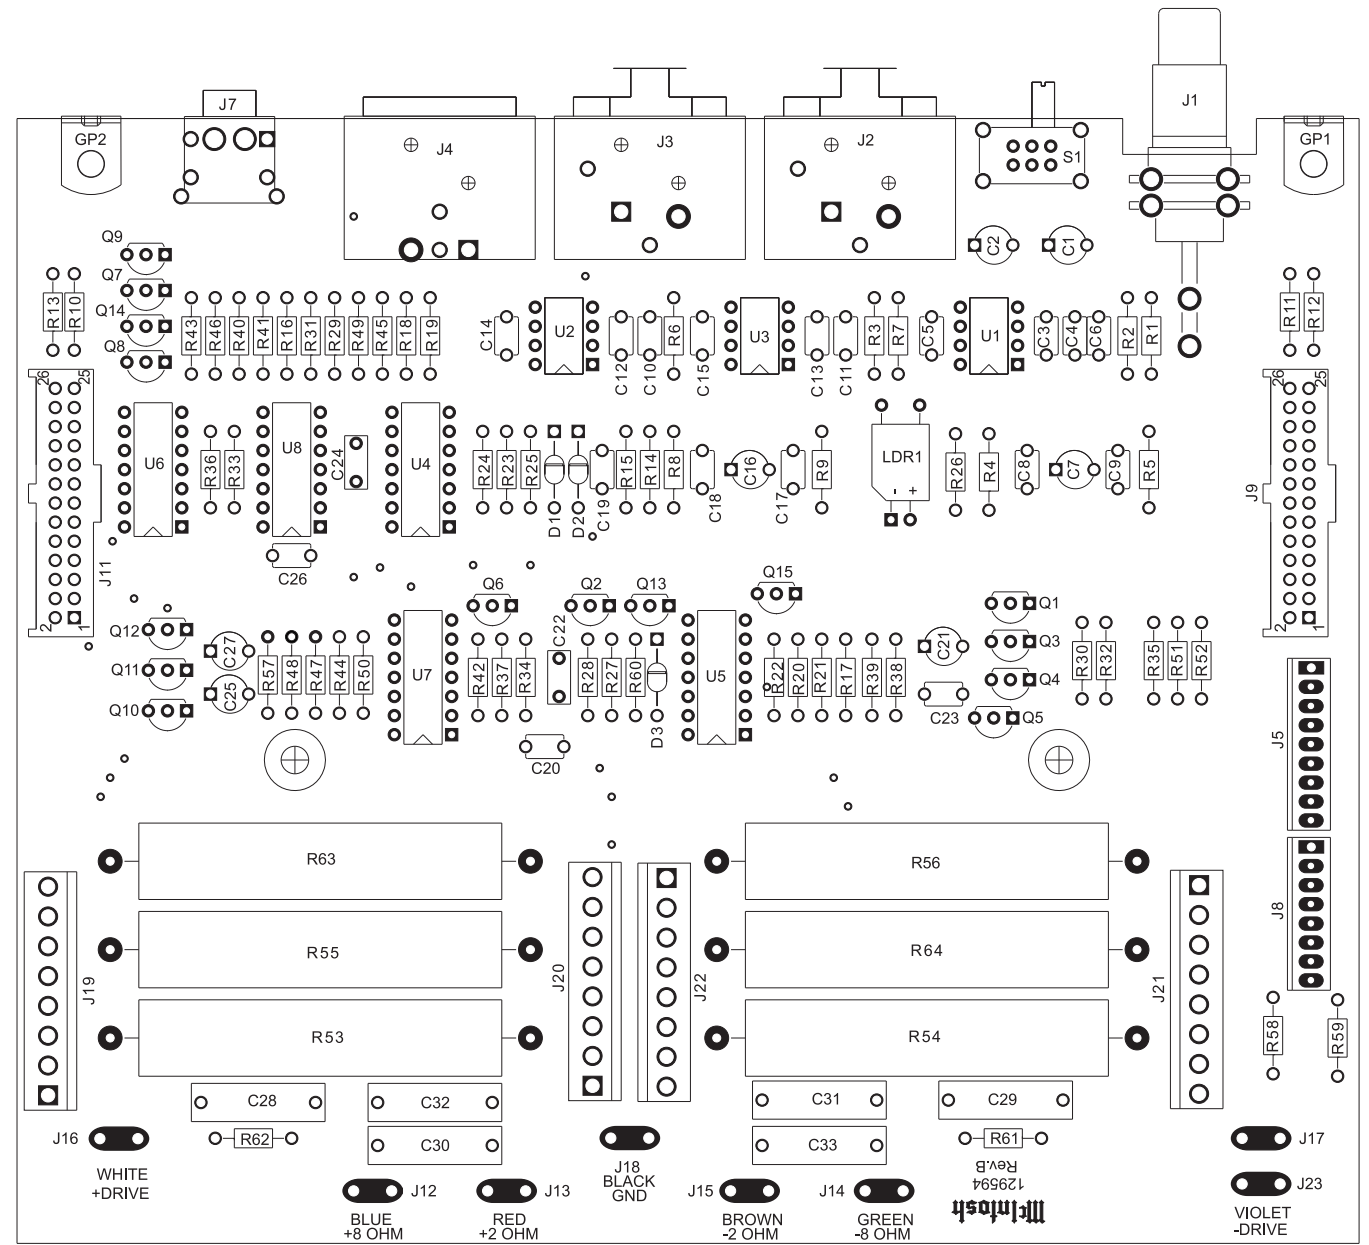 J7
J4
J3
J2
S1
J1
GP2
GP1
Q9
Q7
Q14
Q8
C2
C1
R13
R10
R43
R46
R40
R41
R16
R31
R29
R49
R45
R18
R19
C14
U2
C12
C10
R6
C15
U3
C13
C11
R3
R7
C5
U1
C3
C4
C6
R2
R1
R11
R12
26
25
26
25
U6
R36
R33
U8
C24
U4
R24
R23
R25
D1
D2
C19
R15
R14
R8
C18
C16
C17
R9
LDR1
- +
R26
R4
C8
C7
C9
R5
J9
J11
2
1
2
1
C26
Q6
Q2
Q13
Q15
Q1
Q3
Q4
Q5
Q12
Q11
Q10
C27
C25
R57
R48
R47
R44
R50
U7
R42
R37
R34
C22
R28
R27
R60
D3
U5
R22
R20
R21
R17
R39
R38
C21
C23
R30
R32
R35
R51
R52
C20
J5
R63
R56
R55
R64
R53
R54
J19
J20
J22
J21
J8
R58
R59
C28
C32
C31
C29
R62
C30
C33
R61
J16
WHITE
+DRIVE
J12
BLUE
+8 OHM
J13
RED
+2 OHM
J18
BLACK
GND
J15
BROWN
-2 OHM
J14
GREEN
-8 OHM
McIntosh
129594
Rev.B
J17
J23
VIOLET
-DRIVE